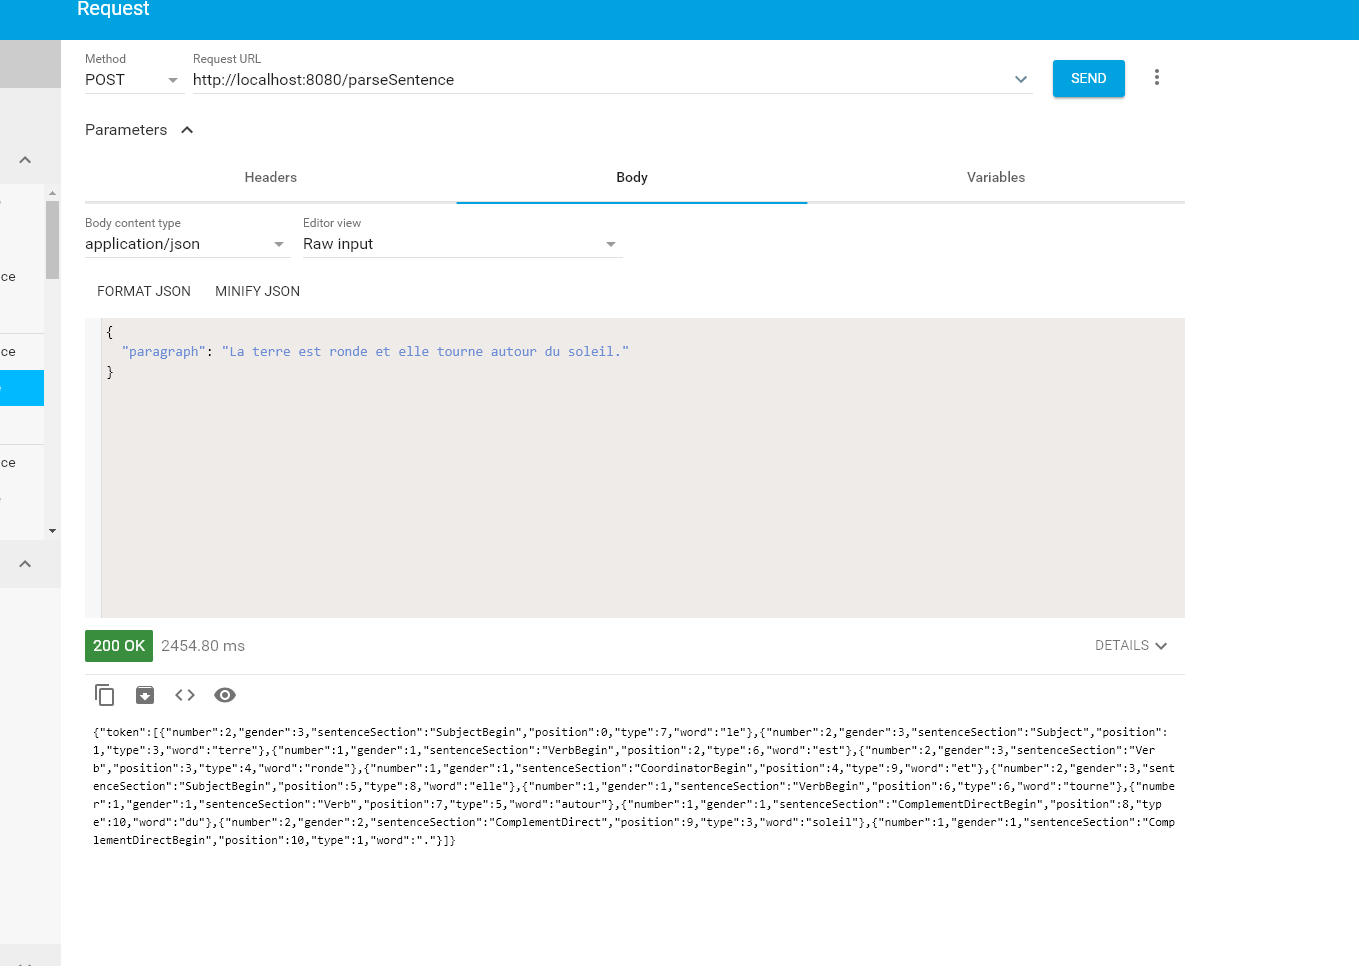 Request
Method
Request URL
POST
http://localhost:8080/parseSentence
SEND
Parameters
Headers
Body
Variables
Body content type
Editor view
application/json
Raw input
ce
FORMAT JSON
MINIFY JSON
{
"paragraph": "La terre est ronde et elle tourne autour du soleil."
}
ce
ce
200 OK
2454.80 ms
DETAILS
{"token":[{"number":2,"gender":3,"sentenceSection":"SubjectBegin","position":0,"type":7,"word":"le"},{"number":2,"gender":3,"sentenceSection":"Subject","position":
1,"type":3,"word":"terre"},{"number":1,"gender":1,"sentenceSection":"VerbBegin","position":2,"type":6,"word":"est"},{"number":2,"gender":3,"sentenceSection":"Ver
b","position":3,"type":4,"word":"ronde"},{"number":1,"gender":1,"sentenceSection":"CoordinatorBegin","position":4,"type":9,"word":"et"},{"number":2,"gender":3,"sent
enceSection":"SubjectBegin","position":5,"type":8,"word":"elle"},{"number":1,"gender":1,"sentenceSection":"VerbBegin","position":6,"type":6,"word":"tourne"},{"numbe
r":1,"gender":1,"sentenceSection":"Verb","position":7,"type":5,"word":"autour"},{"number":1,"gender":1,"sentenceSection":"ComplementDirectBegin","position":8,"typ
e":10,"word":"du"},{"number":2,"gender":2,"sentenceSection":"ComplementDirect","position":9,"type":3,"word":"soleil"},{"number":1,"gender":1,"sentenceSection":"Comp
lementDirectBegin","position":10,"type":1,"word":"."}]}